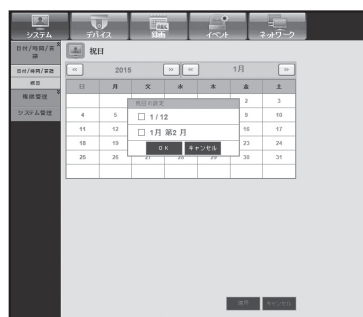 システム デバイス 録画 イベント ネットワーク
日付/時刻/言語
祝日
日付/時刻/言語
祝日
権限管理
システム管理
<< 2015 >> << 1月 >>
日 月 火 水 木 金 土
2 3
4 5 9 10
11 12 16 17
18 19 23 24
25 26 27 28 29 30 31
祝日の設定
1 / 12
1月 第2 月
OK キャンセル
適用 キャンセル